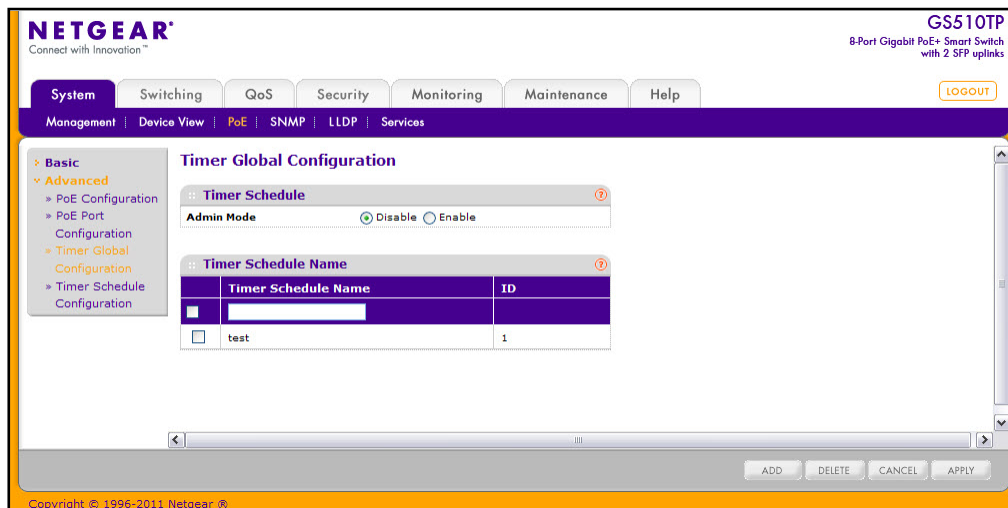 NETGEAR®
Connect with Innovation™
GS510TP
8-Port Gigabit PoE+ Smart Switch
with 2 SFP uplinks
System Switching QoS Security Monitoring Maintenance Help
LOGOUT
Management Device View PoE SNMP LLDP Services
Basic
Advanced
» PoE Configuration
» PoE Port
Configuration
» Timer Global
Configuration
» Timer Schedule
Configuration
Timer Global Configuration
Timer Schedule ?
Admin Mode Disable Enable
Timer Schedule Name ?
Timer Schedule Name ID
test 1
ADD DELETE CANCEL APPLY
Copyright © 1996-2011 Netgear ®